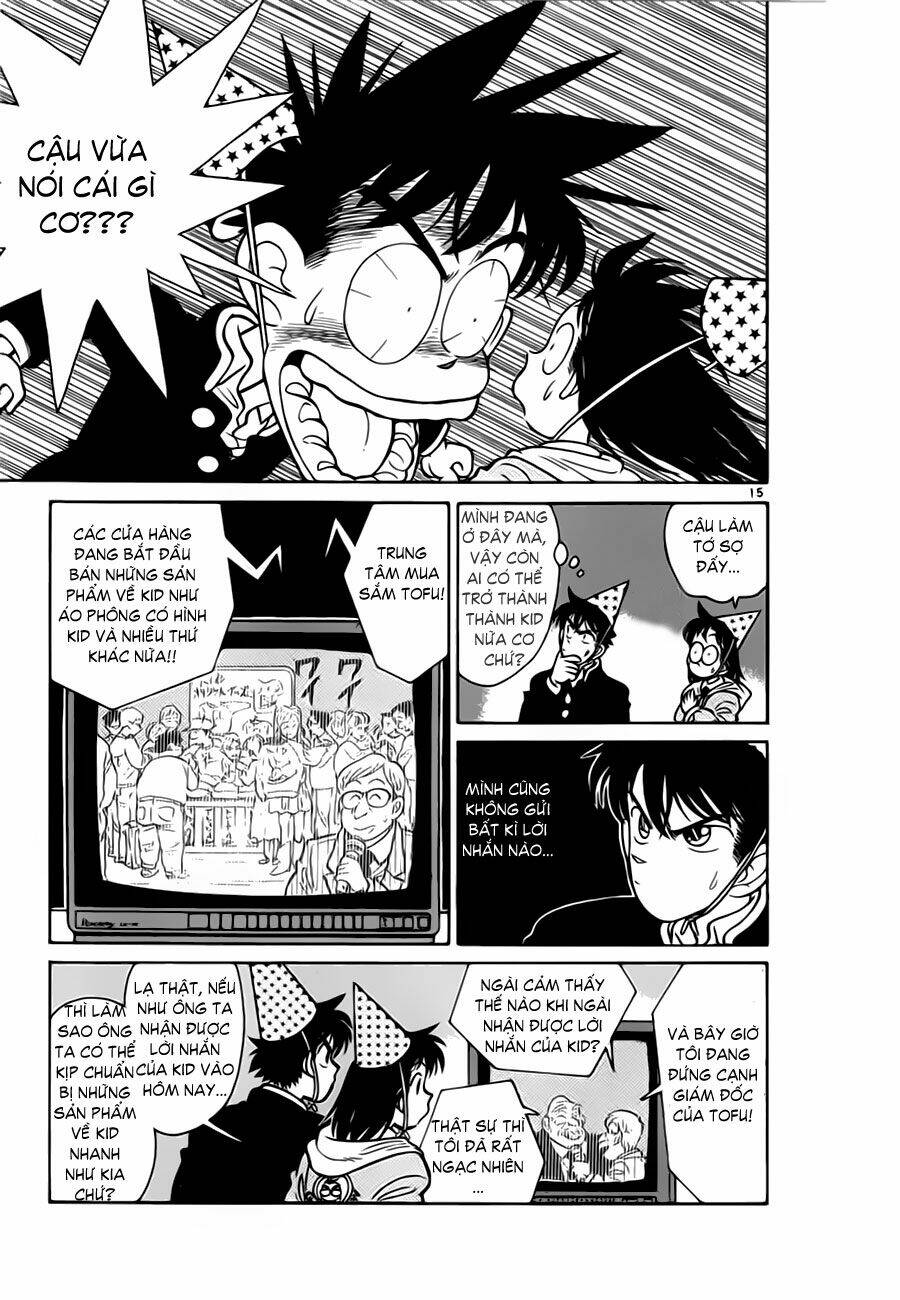 CẬU VỪA
NÓI CÁI GÌ
CƠ???
15
CẬU LÀM
TỚ SỢ
ĐẤY...
MÌNH ĐANG
Ở ĐÂY MÀ,
VẬY CÒN
AI CÓ THỂ
TRỞ THÀNH
THÀNH KID
NỮA CƠ
CHỨ?
TRUNG
TÂM MUA
SẮM TOFU!
CÁC CỬA HÀNG
ĐANG BẮT ĐẦU
BÁN NHỮNG SẢN
PHẨM VỀ KID NHƯ
ÁO PHÔNG CÓ HÌNH
KID VÀ NHIỀU THỨ
KHÁC NỮA!!
MÌNH CŨNG
KHÔNG GỬI
BẤT KÌ LỜI
NHẮN NÀO...
VÀ BÂY GIỜ
TÔI ĐANG
ĐỨNG CẠNH
GIÁM ĐỐC
CỦA TOFU!
NGÀI CẢM THẤY
THẾ NÀO KHI NGÀI
NHẬN ĐƯỢC LỜI
NHẮN CỦA KID?
THẬT SỰ THÌ
TÔI ĐÃ RẤT
NGẠC NHIÊN
...
LẠ THẬT, NẾU
NHƯ ÔNG TA
NHẬN ĐƯỢC
LỜI NHẮN
CỦA KID VÀO
HÔM NAY...
THÌ LÀM
SAO ÔNG
TA CÓ THỂ
KỊP CHUẨN
BỊ NHỮNG
SẢN PHẨM
VỀ KID
NHANH
NHƯ KIA
CHỨ?